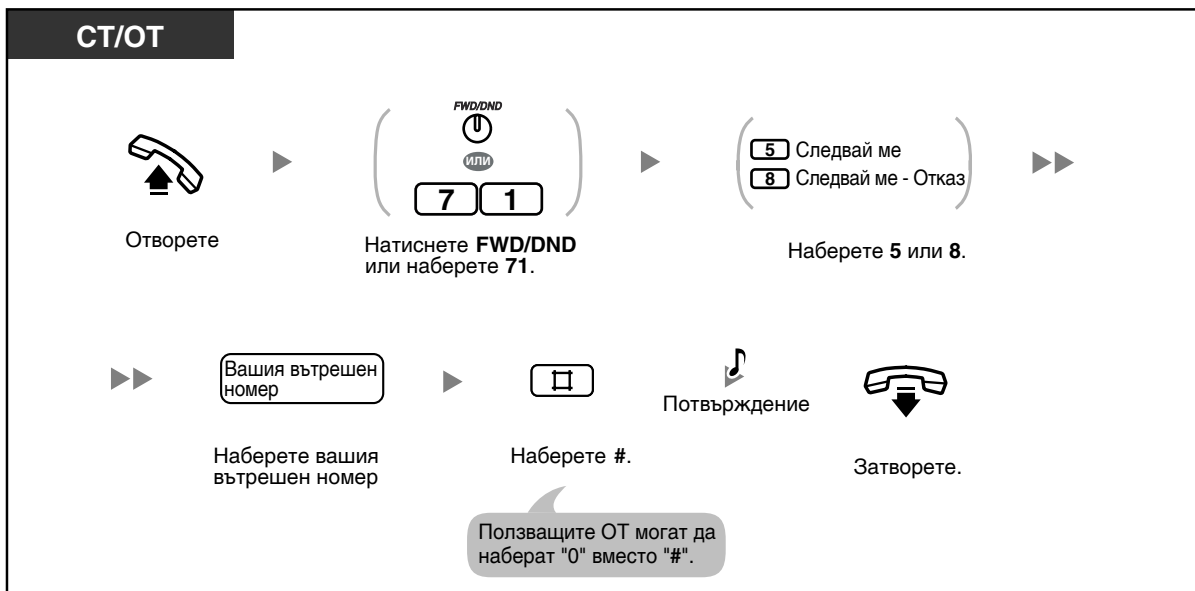 СТ/ОТ
FWD/DND
или
7 1
5 Следвай ме
8 Следвай ме - Отказ
Отворете
Натиснете FWD/DND
или наберете 71.
Наберете 5 или 8.
Вашия вътрешен
номер
Потвърждение
Наберете вашия
вътрешен номер
Наберете #.
Затворете.
Ползващите ОТ могат да
наберат "0" вместо "#".